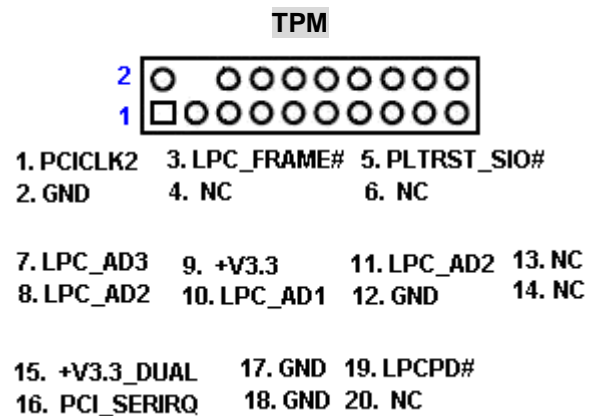 TPM
2
1
1. PCICLK2 3. LPC_FRAME# 5. PLTRST_SIO#
2. GND 4. NC 6. NC
7. LPC_AD3 9. +V3.3 11. LPC_AD2 13. NC
8. LPC_AD2 10. LPC_AD1 12. GND 14. NC
15. +V3.3_DUAL 17. GND 19. LPCPD#
16. PCI_SERIRQ 18. GND 20. NC